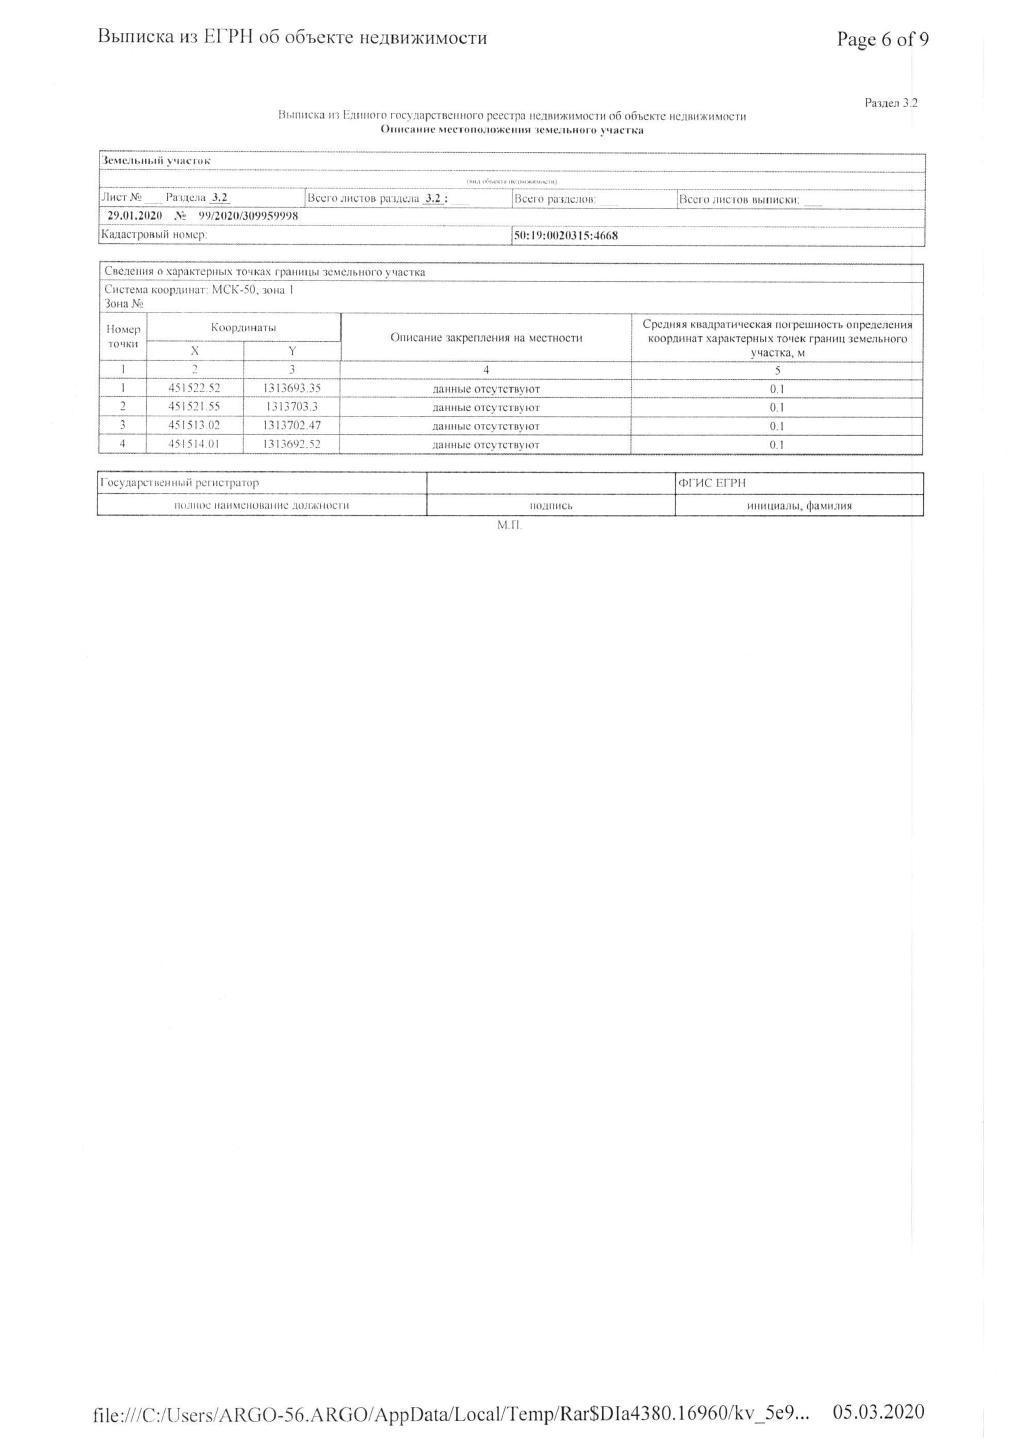 Выписка из ЕГРН об объекте недвижимости Page 6 of 9
Раздел 3.2
Выписка из Единого государственного реестра недвижимости об объекте недвижимости
Описание местоположения земельного участка
Земельный участок
(вид объекта недвижимости)
Лист № ___ Раздела 3.2 Всего листов раздела 3.2 : ___ Всего разделов: ___ Всего листов выписки: ___
29.01.2020 № 99/2020/309959998
Кадастровый номер: 50:19:0020315:4668
Сведения о характерных точках границы земельного участка
Система координат: МСК-50, зона 1
Зона №
Номер точки Координаты Описание закрепления на местности Средняя квадратическая погрешность определения координат характерных точек границ земельного участка, м
X Y
1 2 3 4 5
1 451522.52 1313693.35 данные отсутствуют 0.1
2 451521.55 1313703.3 данные отсутствуют 0.1
3 451513.02 1313702.47 данные отсутствуют 0.1
4 451514.01 1313692.52 данные отсутствуют 0.1
Государственный регистратор ФГИС ЕГРН
полное наименование должности подпись инициалы, фамилия
М.П.
file:///C:/Users/ARGO-56.ARGO/AppData/Local/Temp/Rar$DIa4380.16960/kv_5e9... 05.03.2020